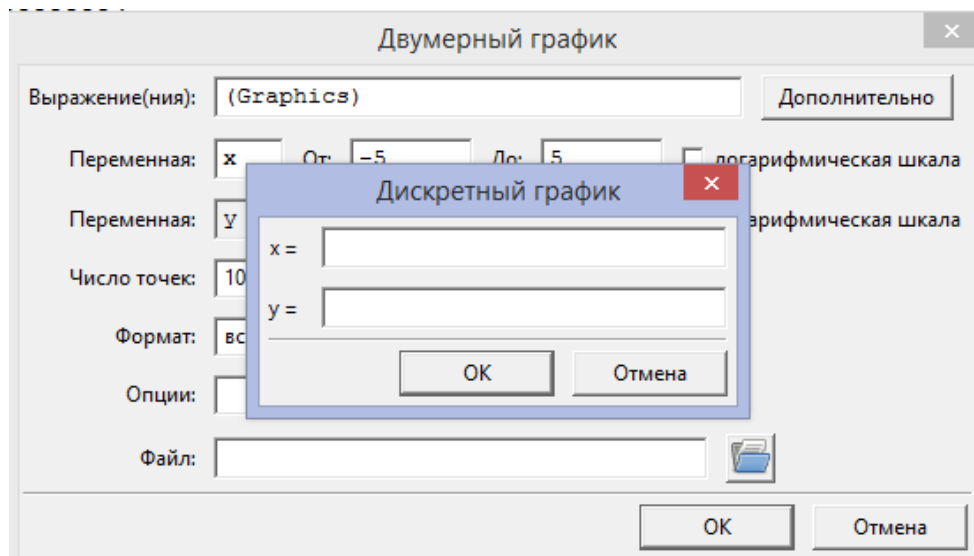 Двумерный график
Выражение(ния): (Graphics) Дополнительно
Переменная: x От: -5 До: 5 логарифмическая шкала
Дискретный график
Переменная: y арифмическая шкала
x =
Число точек: 10
y =
Формат: вс
OK Отмена
Опции:
Файл:
OK Отмена